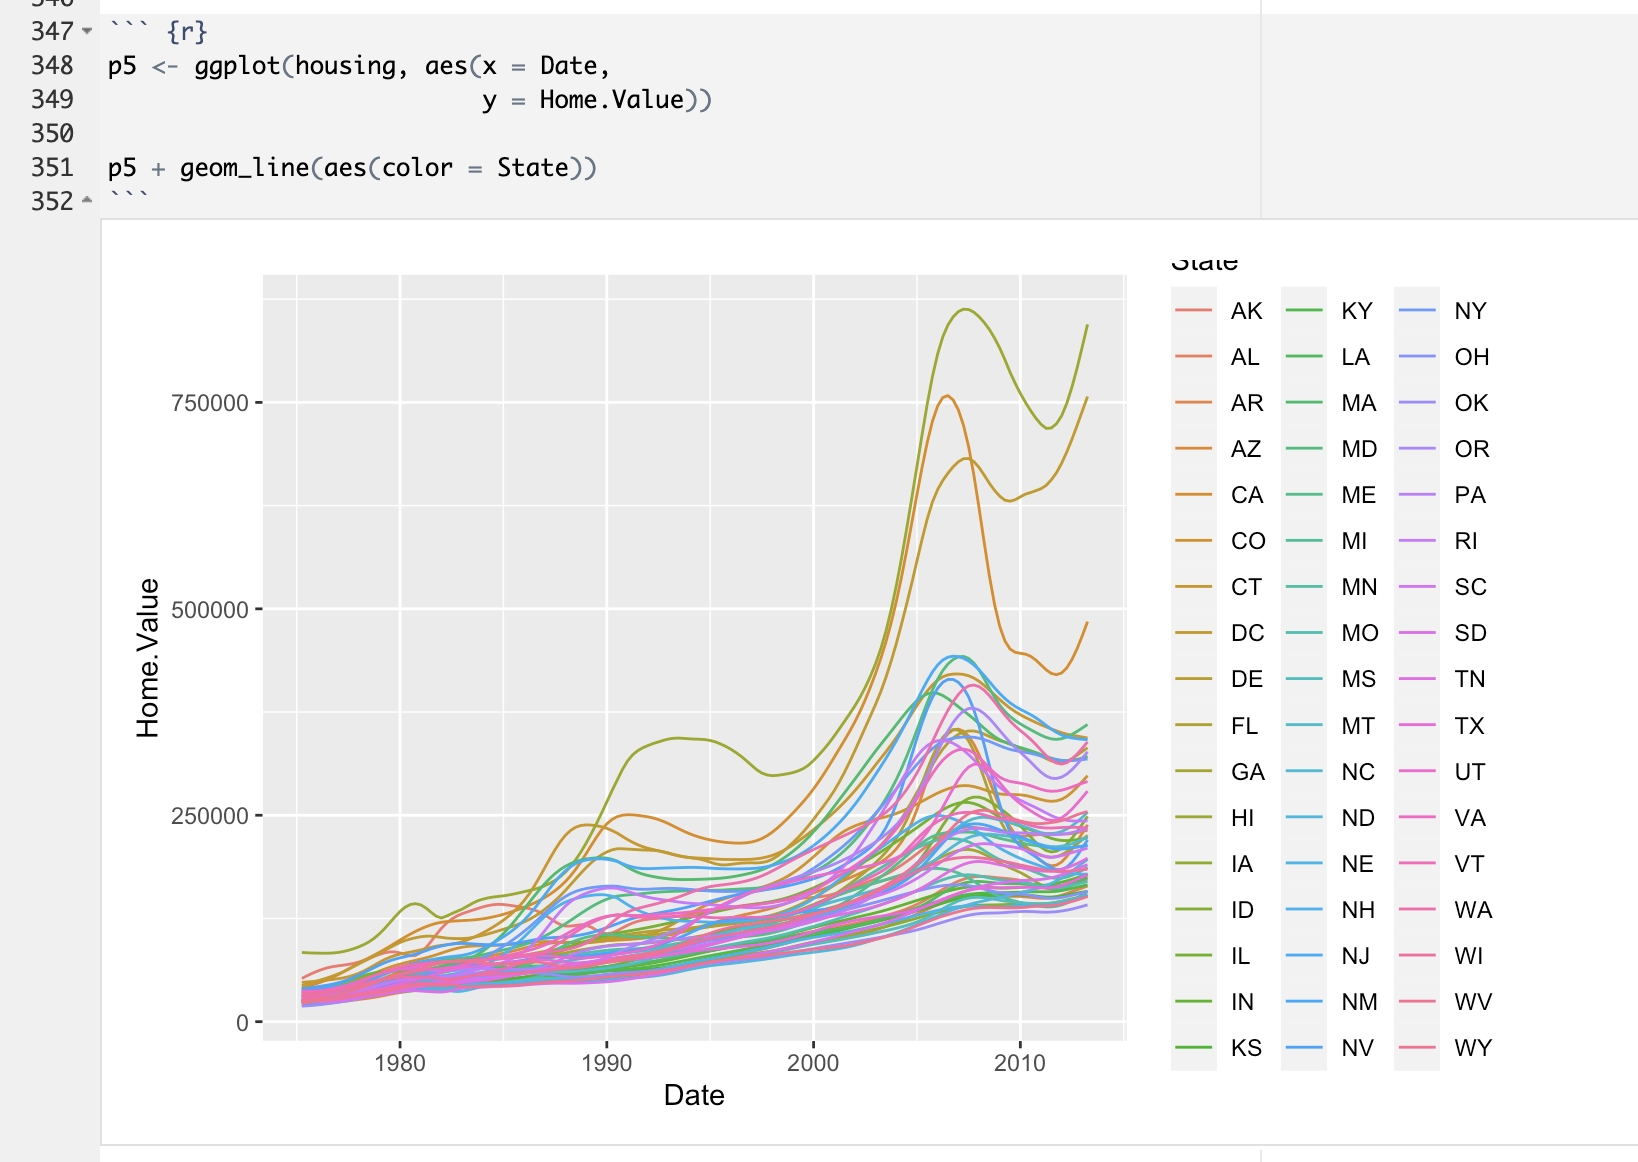 346
347 ``` {r}
348 p5 <- ggplot(housing, aes(x = Date,
349 y = Home.Value))
350
351 p5 + geom_line(aes(color = State))
352 ```
State
AK KY NY
AL LA OH
AR MA OK
AZ MD OR
CA ME PA
CO MI RI
CT MN SC
DC MO SD
DE MS TN
FL MT TX
GA NC UT
HI ND VA
IA NE VT
ID NH WA
IL NJ WI
IN NM WV
KS NV WY
Home.Value
750000
500000
250000
0
1980 1990 2000 2010
Date